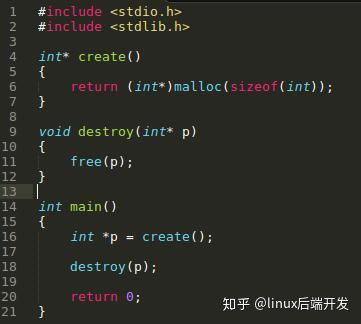 1 #include <stdio.h>
2 #include <stdlib.h>
3
4 int* create()
5 {
6     return (int*)malloc(sizeof(int));
7 }
8
9 void destroy(int* p)
10 {
11     free(p);
12 }
13
14 int main()
15 {
16     int *p = create();
17
18     destroy(p);
19
20     return 0;
21 }
知乎 @linux后端开发